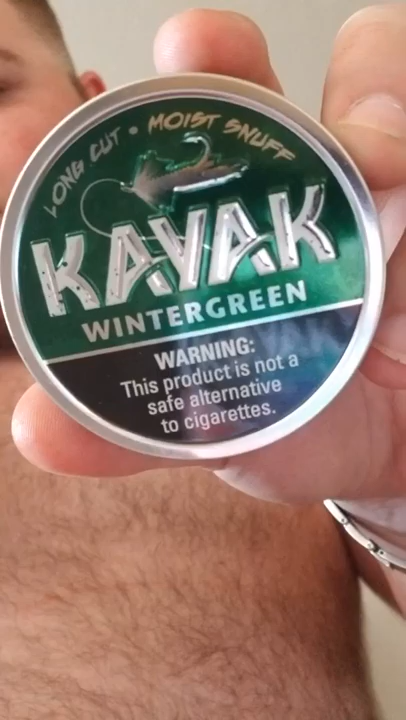 LONG CUT • MOIST SNUFF
KAYAK
WINTERGREEN
WARNING:
This product is not a
safe alternative
to cigarettes.